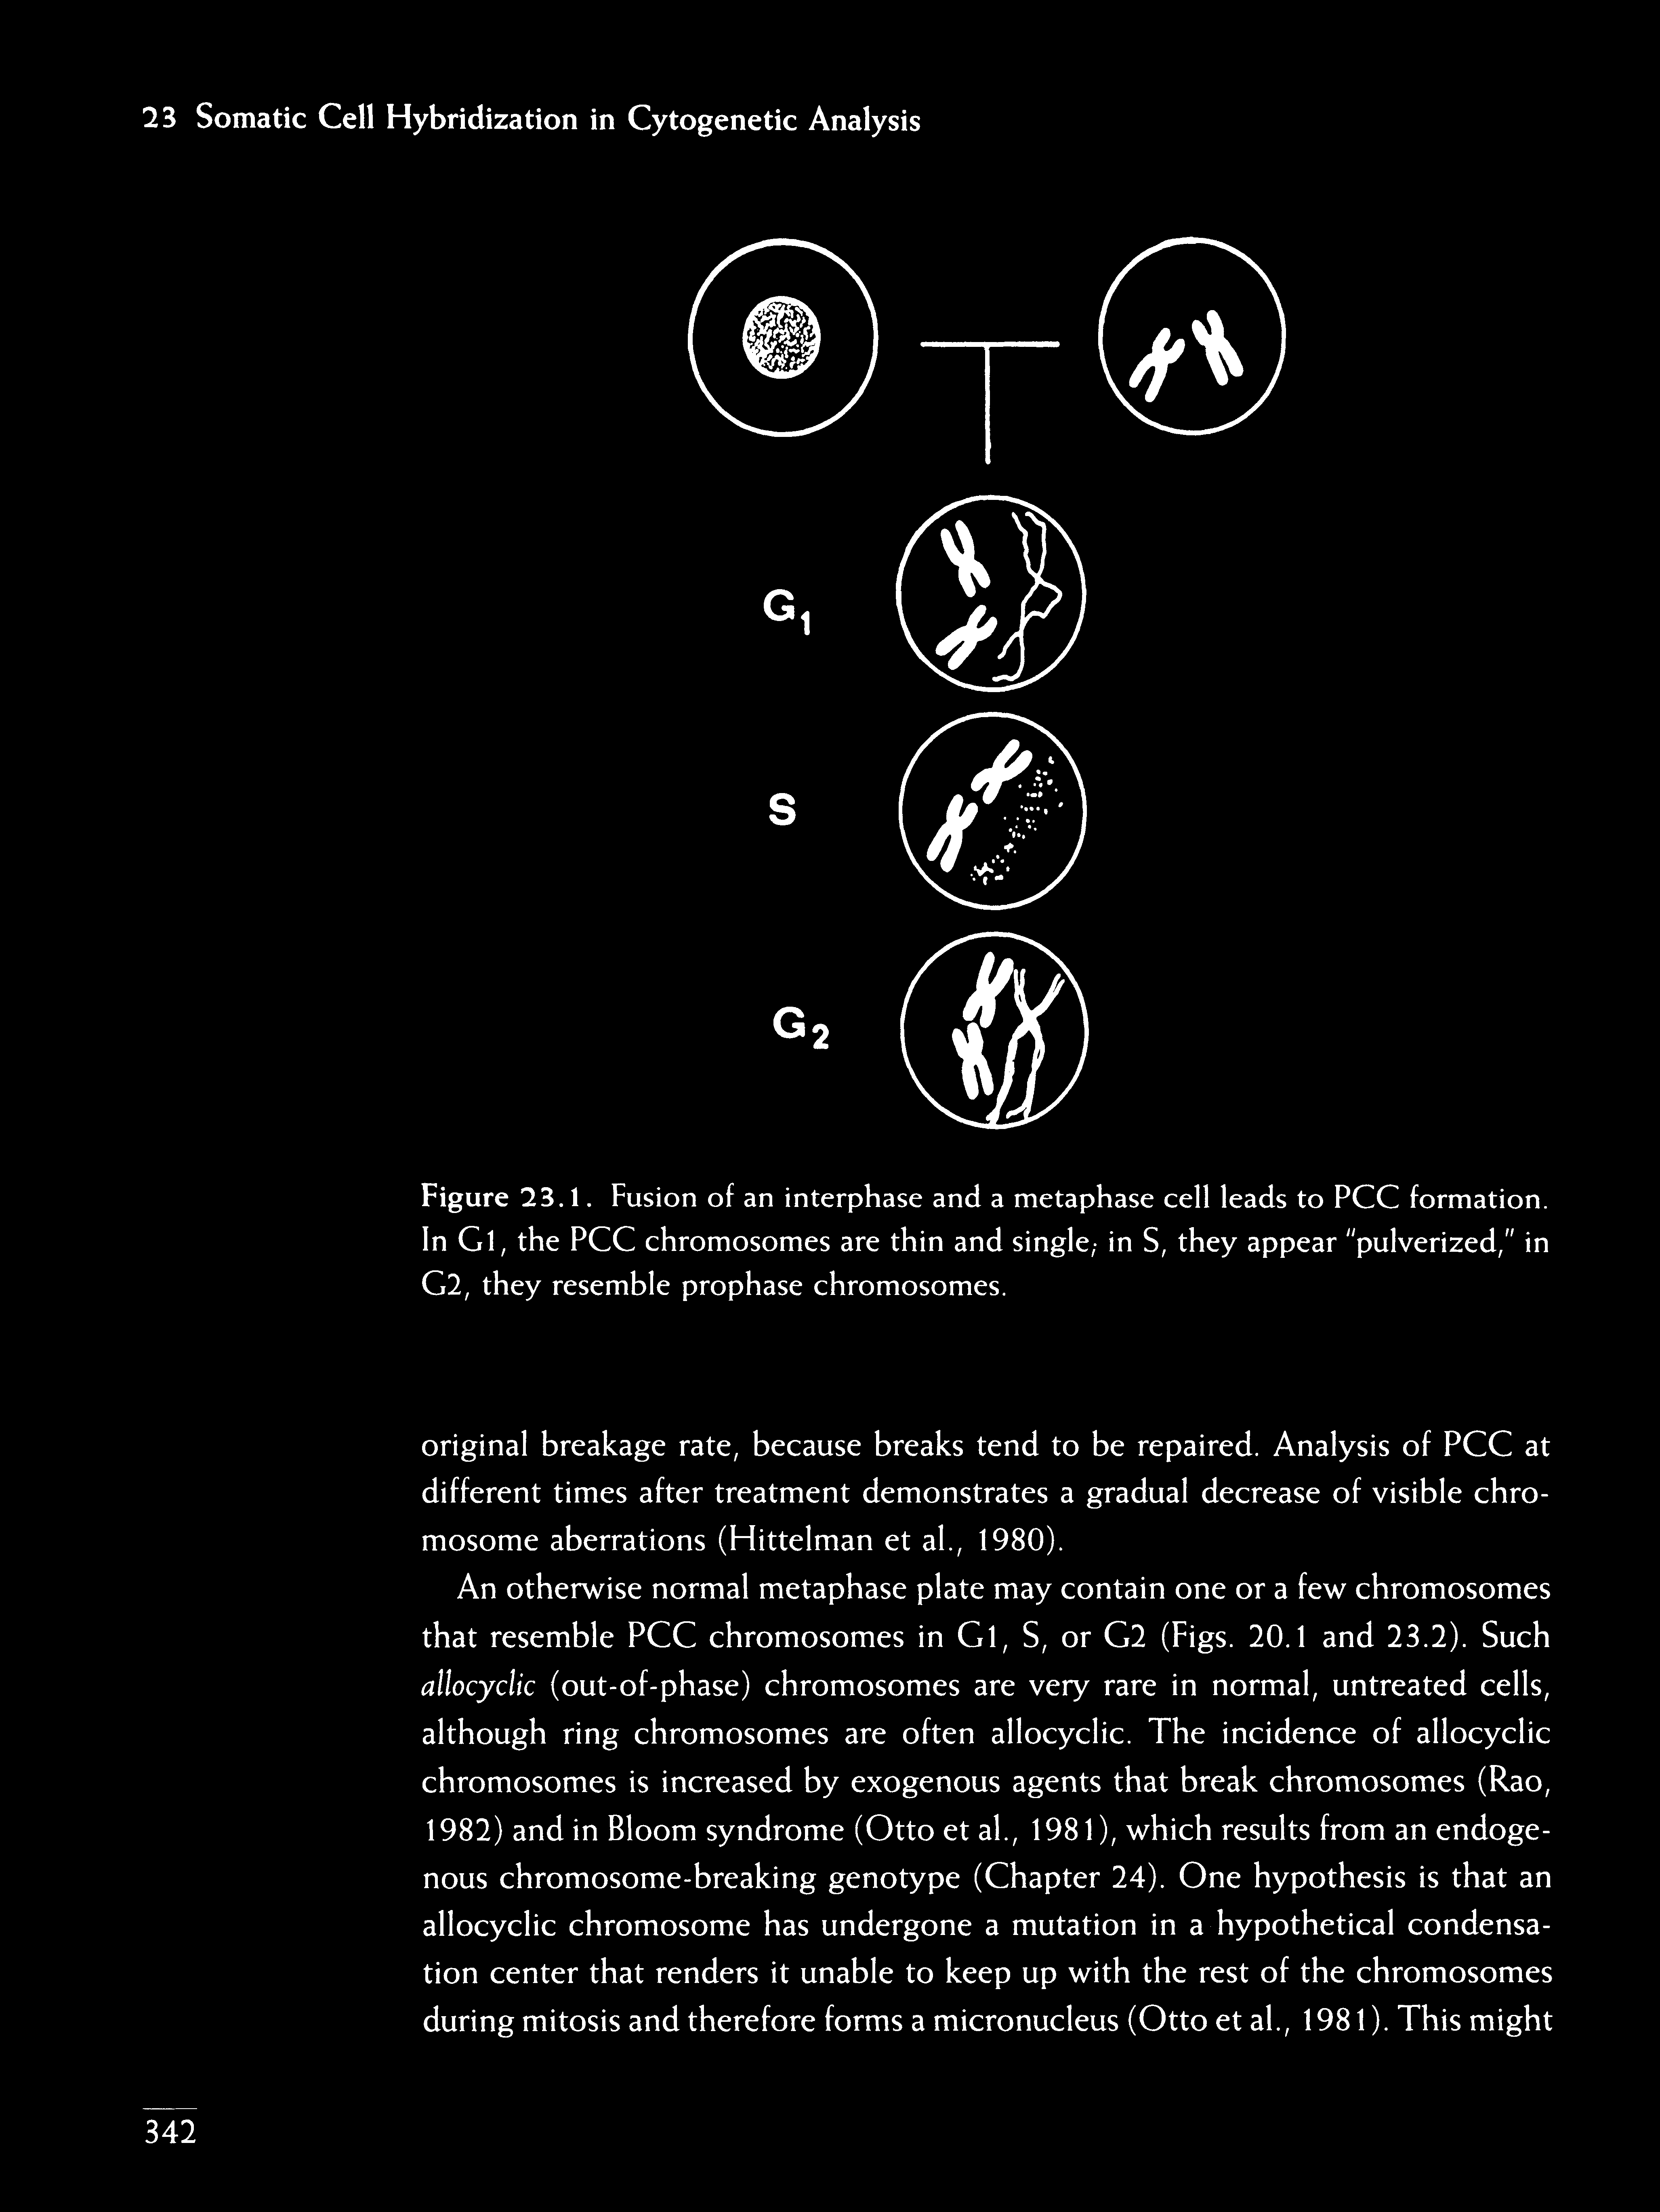 23 Somatic Cell Hybridization in Cytogenetic Analysis
G1
S
G2
Figure 23.1. Fusion of an interphase and a metaphase cell leads to PCC formation.
In G1, the PCC chromosomes are thin and single; in S, they appear "pulverized," in
G2, they resemble prophase chromosomes.
original breakage rate, because breaks tend to be repaired. Analysis of PCC at
different times after treatment demonstrates a gradual decrease of visible chro-
mosome aberrations (Hittelman et al., 1980).
An otherwise normal metaphase plate may contain one or a few chromosomes
that resemble PCC chromosomes in G1, S, or G2 (Figs. 20.1 and 23.2). Such
allocyclic (out-of-phase) chromosomes are very rare in normal, untreated cells,
although ring chromosomes are often allocyclic. The incidence of allocyclic
chromosomes is increased by exogenous agents that break chromosomes (Rao,
1982) and in Bloom syndrome (Otto et al., 1981), which results from an endoge-
nous chromosome-breaking genotype (Chapter 24). One hypothesis is that an
allocyclic chromosome has undergone a mutation in a hypothetical condensa-
tion center that renders it unable to keep up with the rest of the chromosomes
during mitosis and therefore forms a micronucleus (Otto et al., 1981). This might
342